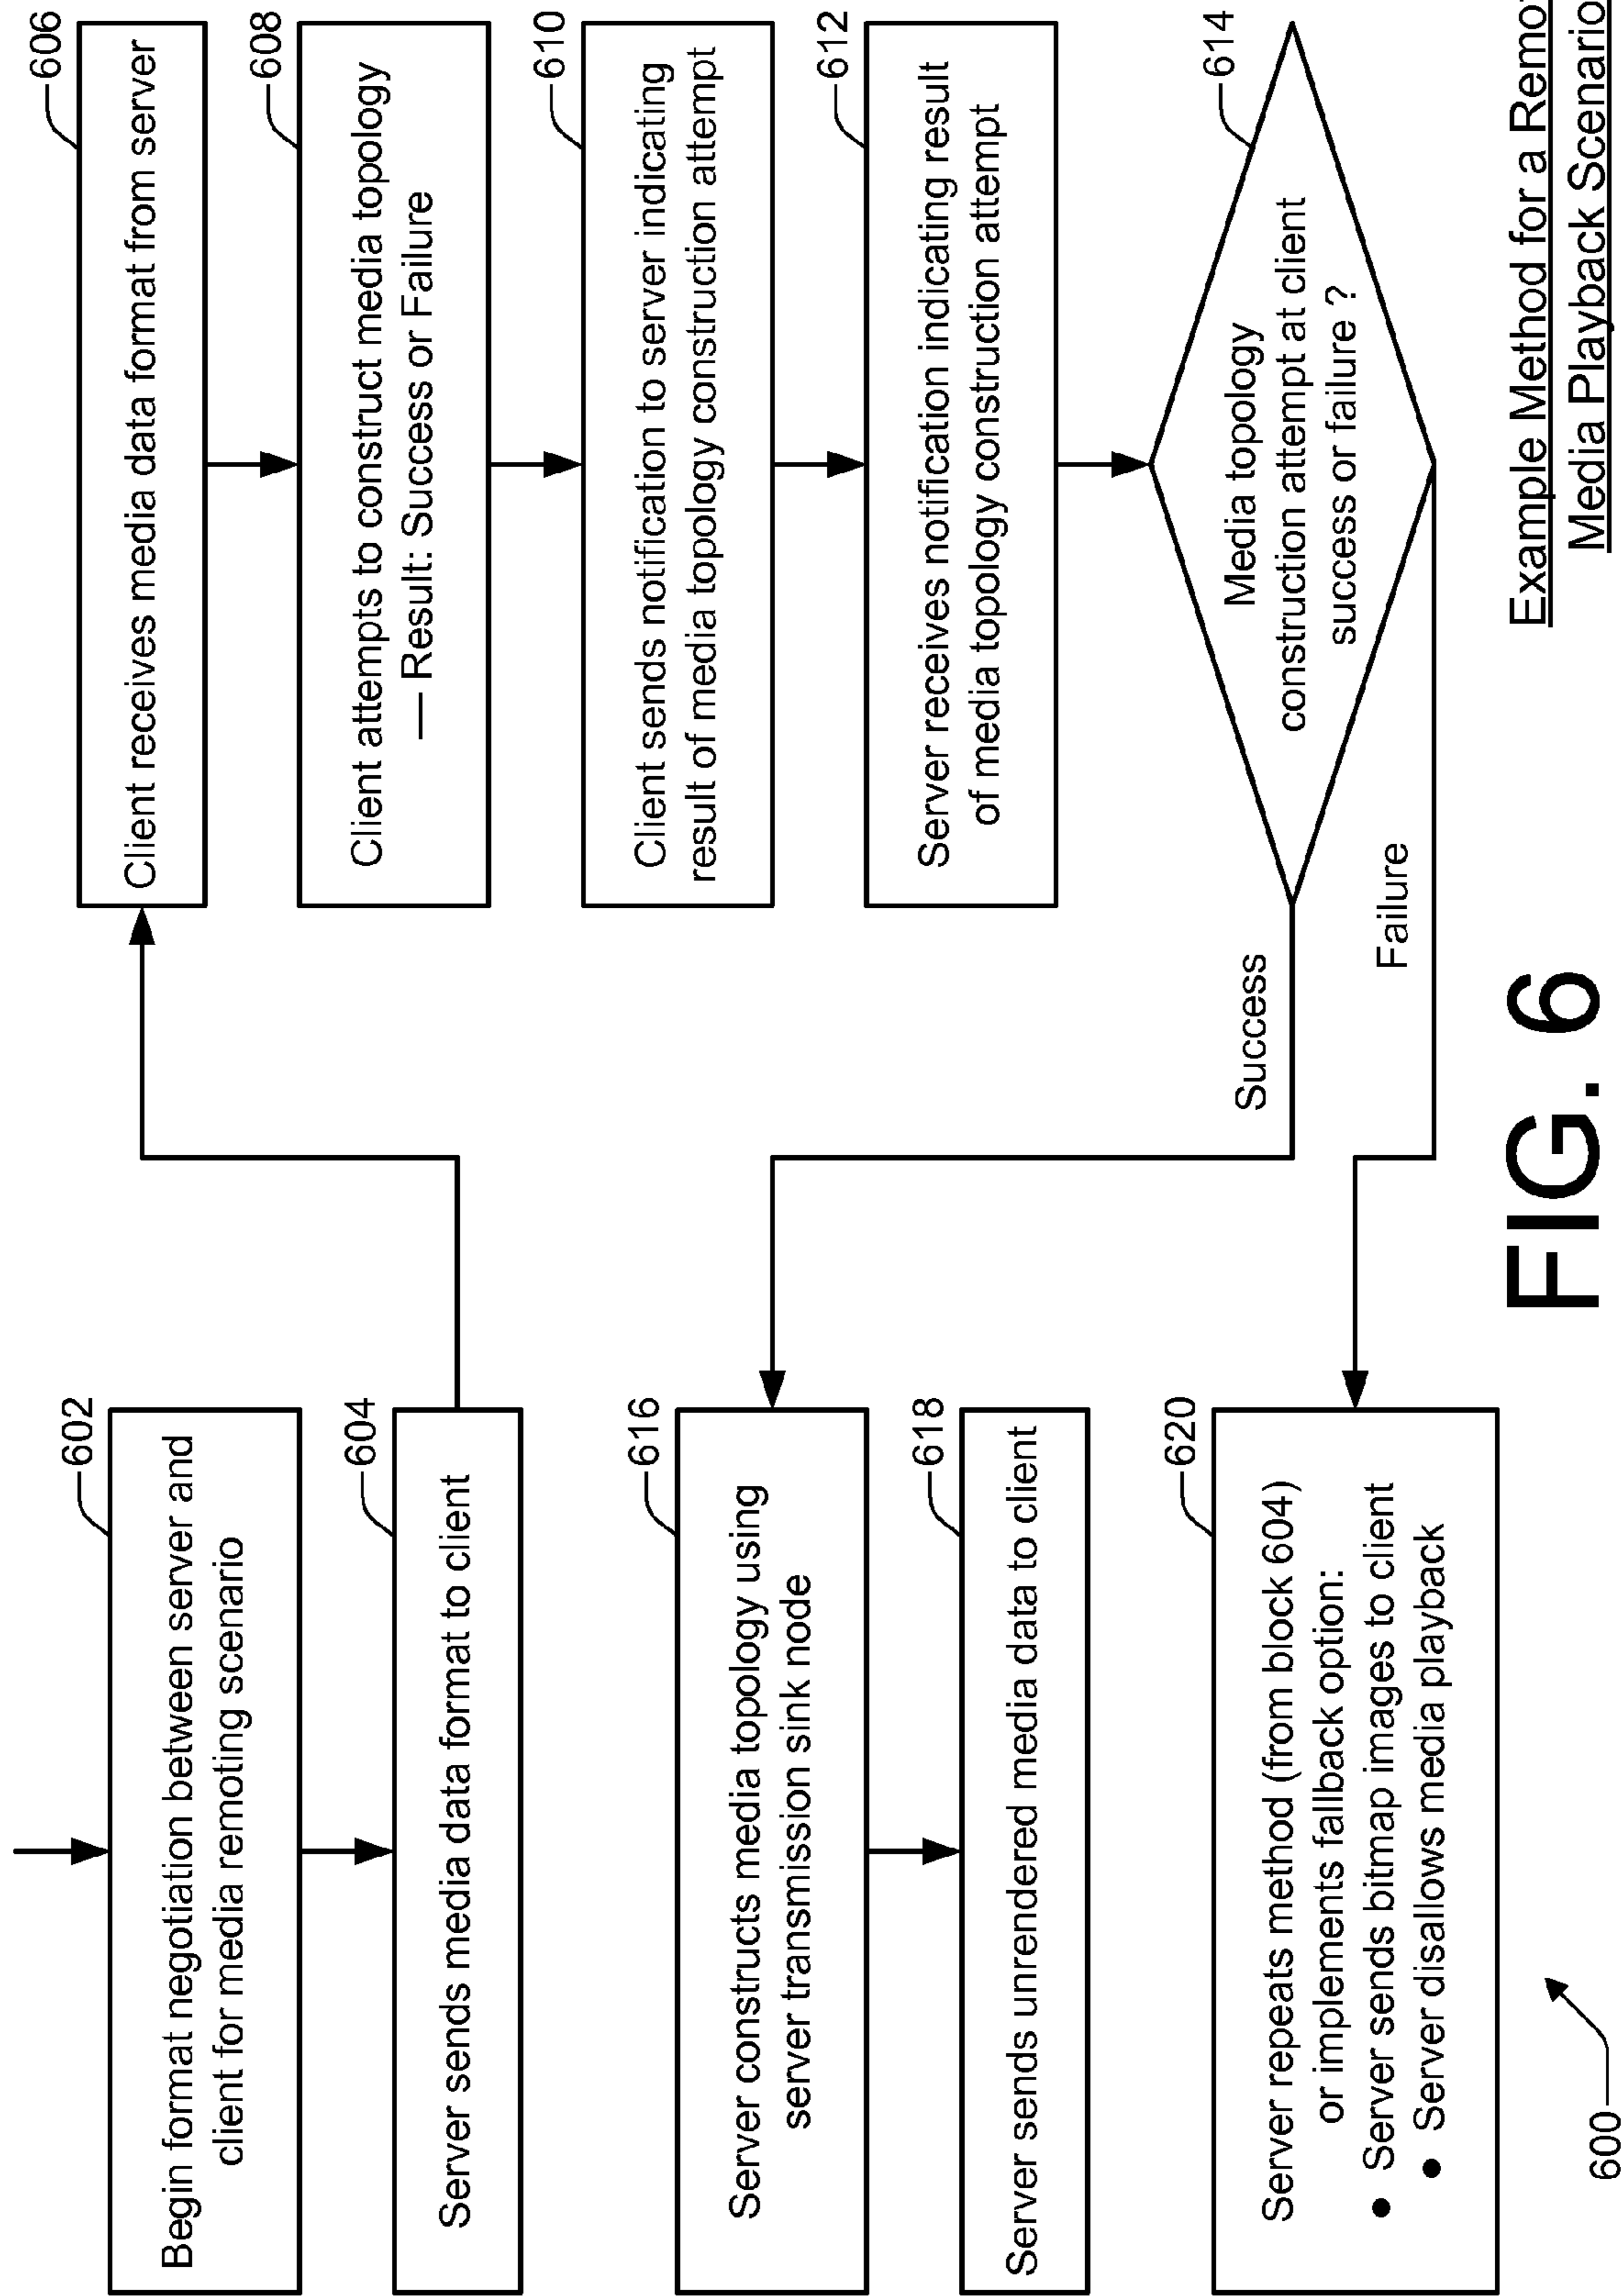 602
Begin format negotiation between server and
client for media remoting scenario
604
Server sends media data format to client
606
Client receives media data format from server
608
Client attempts to construct media topology
— Result: Success or Failure
610
Client sends notification to server indicating
result of media topology construction attempt
612
Server receives notification indicating result
of media topology construction attempt
614
Media topology
construction attempt at client
success or failure ?
Success
Failure
616
Server constructs media topology using
server transmission sink node
618
Server sends unrendered media data to client
620
Server repeats method (from block 604)
or implements fallback option:
• Server sends bitmap images to client
• Server disallows media playback
600
FIG. 6
Example Method for a
Media Playback Scenario